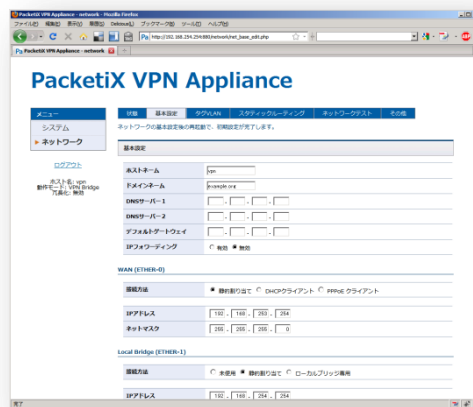 PacketiX VPN Appliance - network - Mozilla Firefox
ファイル(F) 編集(E) 表示(V) 履歴(S) Delicious(L) ブックマーク(B) ツール(T) ヘルプ(H)
PacketiX VPN Appliance - network
PacketiX VPN Appliance
メニュー
システム
ネットワーク
ログアウト
ホスト名: vpn
動作モード: VPN Bridge
冗長化: 無効
状態 基本設定 タグVLAN スタティックルーティング ネットワークテスト その他
ネットワークの基本設定後の再起動で、初期設定が完了します。
基本設定
ホストネーム vpn
ドメインネーム example.org
DNSサーバー1 . . .
DNSサーバー2 . . .
デフォルトゲートウェイ . . .
IPフォワーディング 有効 無効
WAN (ETHER-0)
接続方法 静的割り当て DHCPクライアント PPPoE クライアント
IPアドレス 192 . 168 . 253 . 254
ネットマスク 255 . 255 . 255 . 0
Local Bridge (ETHER-1)
接続方法 未使用 静的割り当て ローカルブリッジ専用
IPアドレス 192 . 168 . 254 . 254
完了